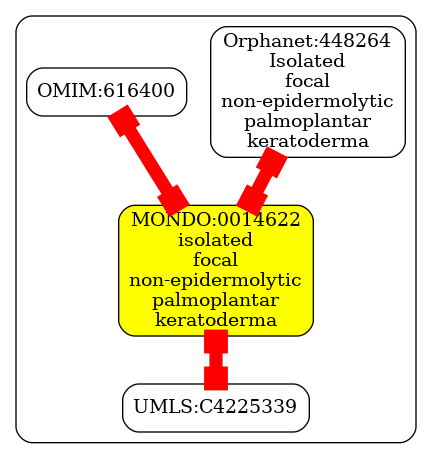 OMIM:616400
Orphanet:448264
Isolated
focal
non-epidermolytic
palmoplantar
keratoderma
MONDO:0014622
isolated
focal
non-epidermolytic
palmoplantar
keratoderma
UMLS:C4225339